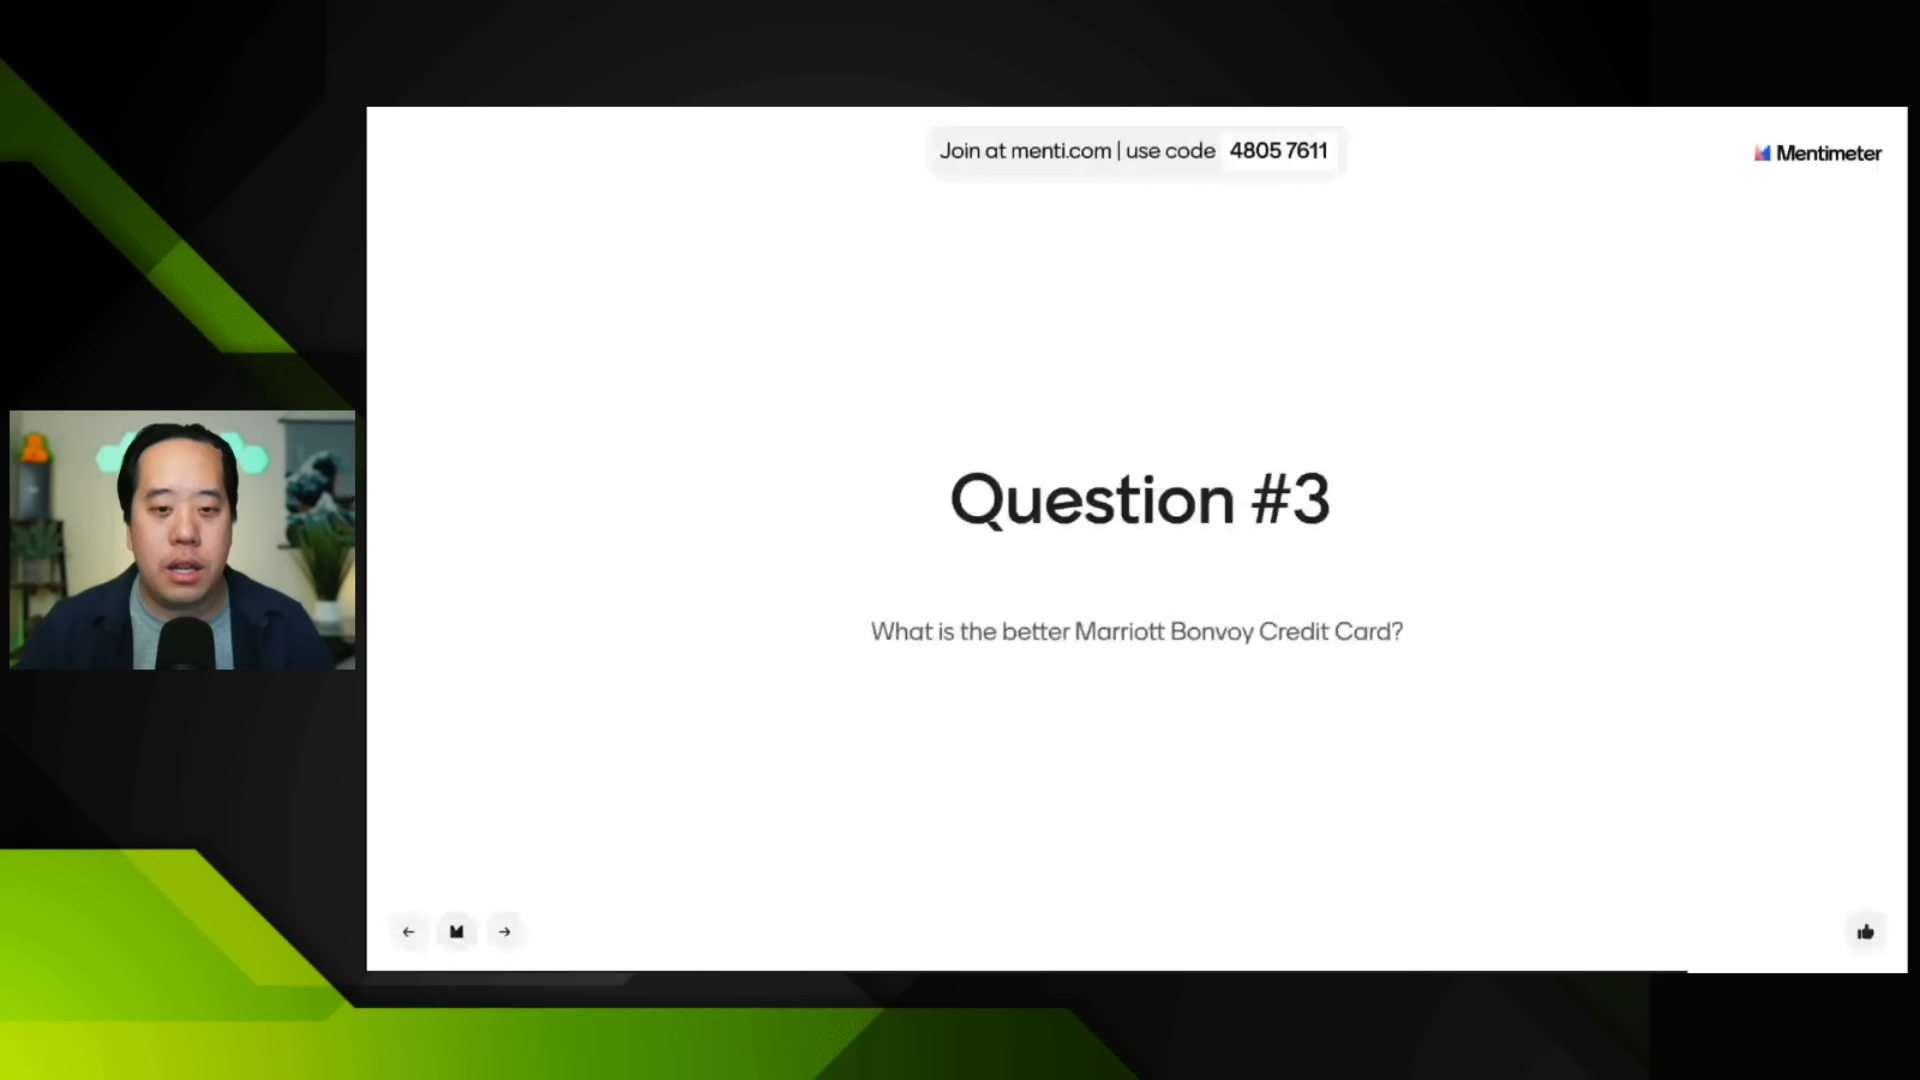 Join at menti.com | use code 4805 7611
Mentimeter
Question #3
What is the better Marriott Bonvoy Credit Card?